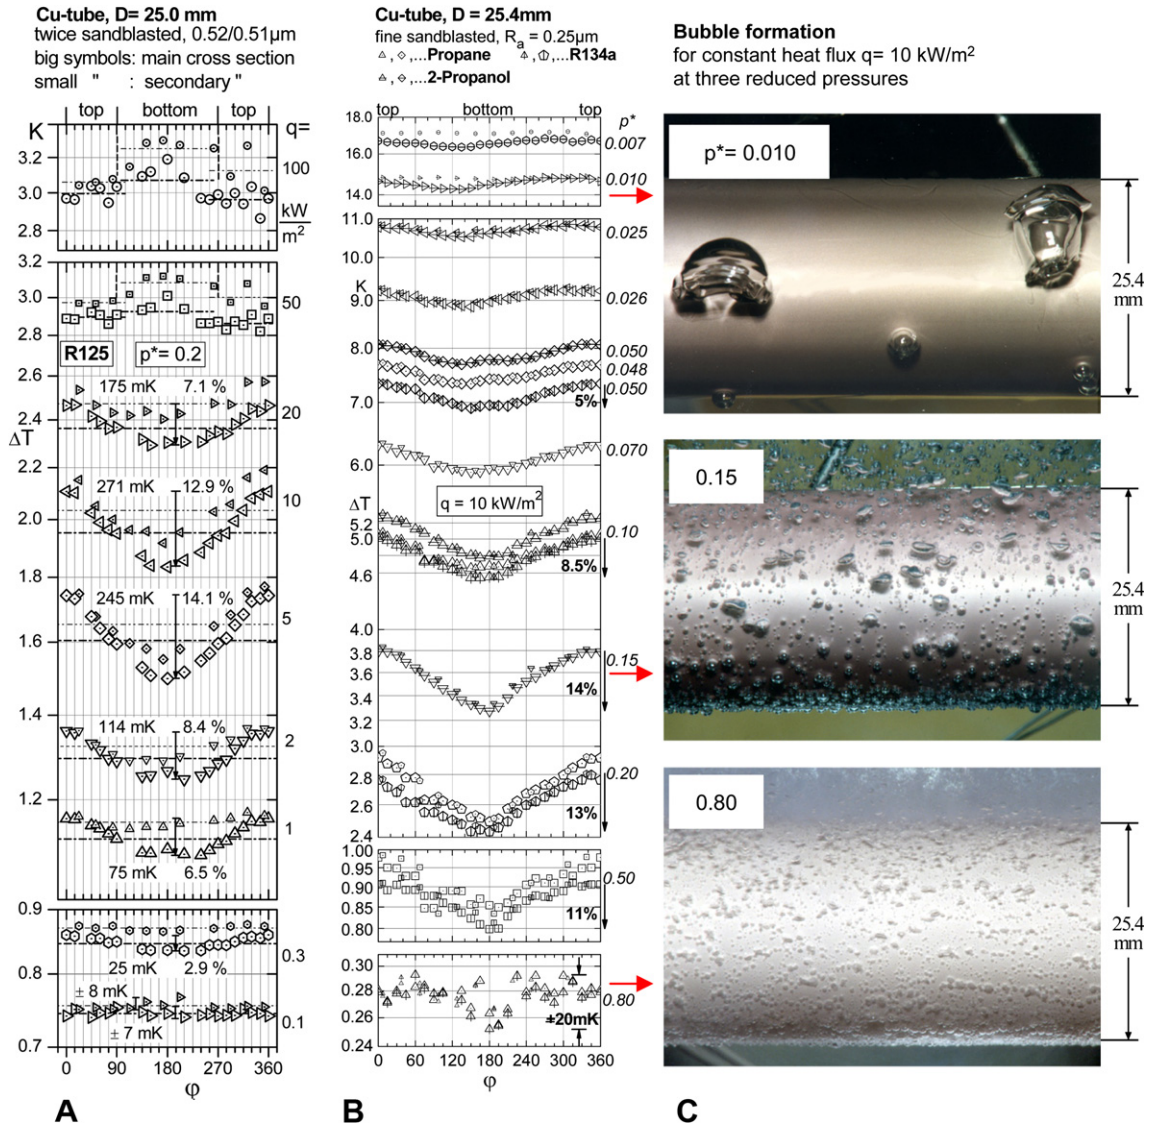 Cu-tube, D= 25.0 mm
twice sandblasted, 0.52/0.51µm
big symbols: main cross section
small " : secondary "
top bottom top
K q=
3.2
100
3.0
kW/m²
2.8
3.2
3.0 50
2.8
R125 p*= 0.2
2.6
175 mK 7.1 %
2.4 20
ΔT
2.2
271 mK 12.9 % 10
2.0
1.8
245 mK 14.1 % 5
1.6
1.4
114 mK 8.4 % 2
1.2
1
75 mK 6.5 %
0.9
0.3
25 mK 2.9 %
0.8
± 8 mK
0.1
± 7 mK
0.7
0 90 180 270 360
φ
A
Cu-tube, D = 25.4mm
fine sandblasted, Ra = 0.25µm
, ,...Propane , ,...R134a
, ,...2-Propanol
top bottom top
18.0 p*
0.007
16.0
0.010
14.0
11.0
0.025
10.0
K
9.0 0.026
8.0 0.050
0.048
0.050
7.0 5%
0.070
6.0
ΔT q = 10 kW/m²
5.2 0.10
5.0
8.5%
4.6
4.0
3.8 0.15
3.6
14%
3.4
3.2
3.0
2.8 0.20
2.6 13%
2.4
1.00
0.95
0.90 0.50
0.85 11%
0.80
0.30
0.28 0.80
0.26 ±20mK
0.24
0 60 120 180 240 300 360
φ
B
Bubble formation
for constant heat flux q= 10 kW/m²
at three reduced pressures
p*= 0.010
25.4
mm
0.15
25.4
mm
0.80
25.4
mm
C